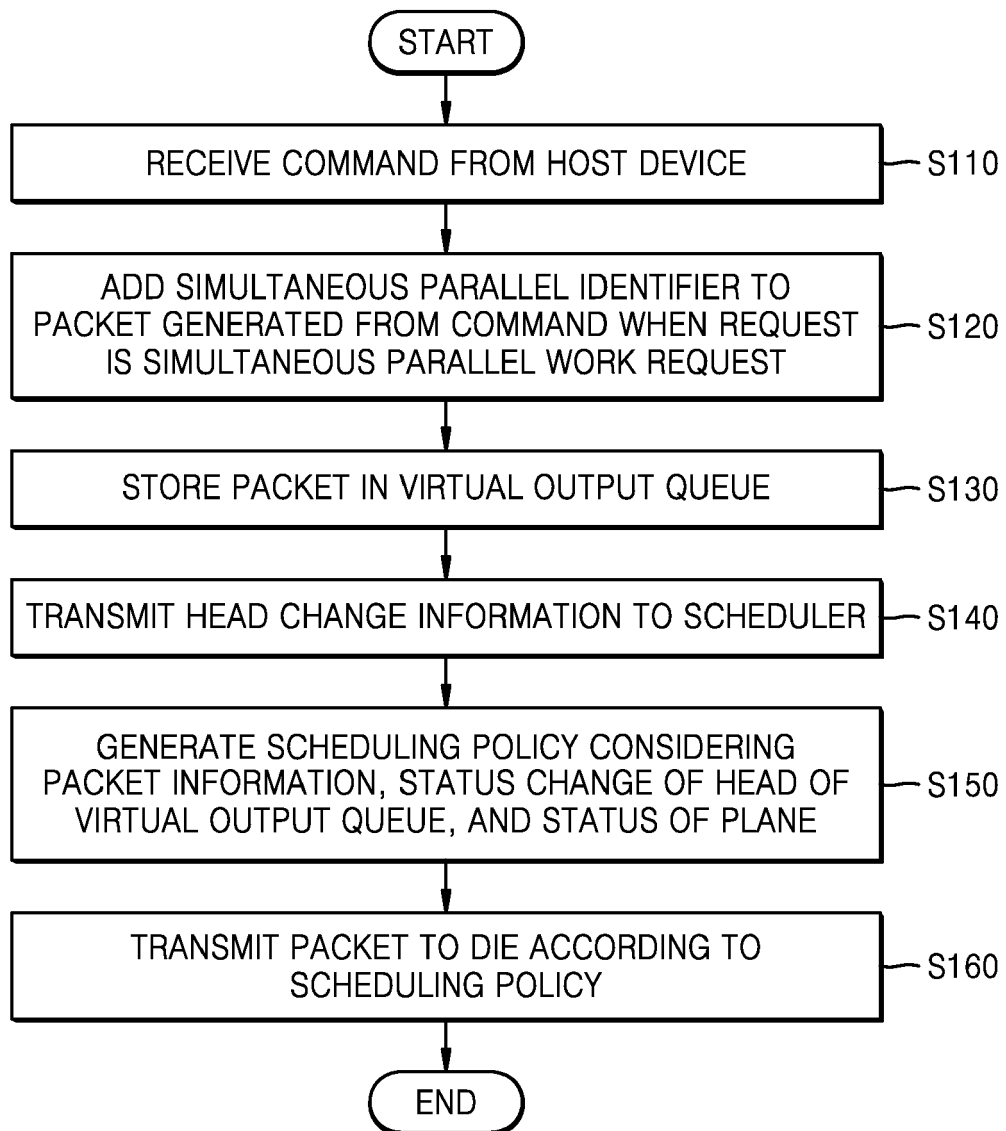 START
RECEIVE COMMAND FROM HOST DEVICE
S110
ADD SIMULTANEOUS PARALLEL IDENTIFIER TO
PACKET GENERATED FROM COMMAND WHEN REQUEST
IS SIMULTANEOUS PARALLEL WORK REQUEST
S120
STORE PACKET IN VIRTUAL OUTPUT QUEUE
S130
TRANSMIT HEAD CHANGE INFORMATION TO SCHEDULER
S140
GENERATE SCHEDULING POLICY CONSIDERING
PACKET INFORMATION, STATUS CHANGE OF HEAD OF
VIRTUAL OUTPUT QUEUE, AND STATUS OF PLANE
S150
TRANSMIT PACKET TO DIE ACCORDING TO
SCHEDULING POLICY
S160
END